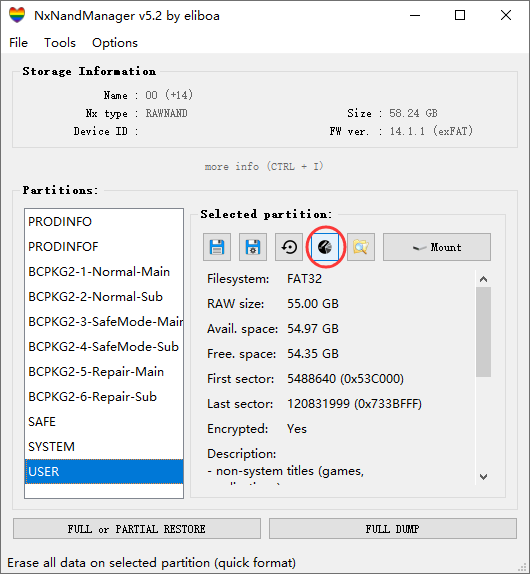 NxNandManager v5.2 by eliboa
File Tools Options
Storage Information
Name : 00 (+14)
Nx type : RAWNAND Size : 58.24 GB
Device ID : FW ver. : 14.1.1 (exFAT)
more info (CTRL + I)
Partitions:
PRODINFO
PRODINFOF
BCPKG2-1-Normal-Main
BCPKG2-2-Normal-Sub
BCPKG2-3-SafeMode-Main
BCPKG2-4-SafeMode-Sub
BCPKG2-5-Repair-Main
BCPKG2-6-Repair-Sub
SAFE
SYSTEM
USER
Selected partition:
Mount
Filesystem: FAT32
RAW size: 55.00 GB
Avail. space: 54.97 GB
Free. space: 54.35 GB
First sector: 5488640 (0x53C000)
Last sector: 120831999 (0x733BFFF)
Encrypted: Yes
Description:
- non-system titles (games,
FULL or PARTIAL RESTORE FULL DUMP
Erase all data on selected partition (quick format)